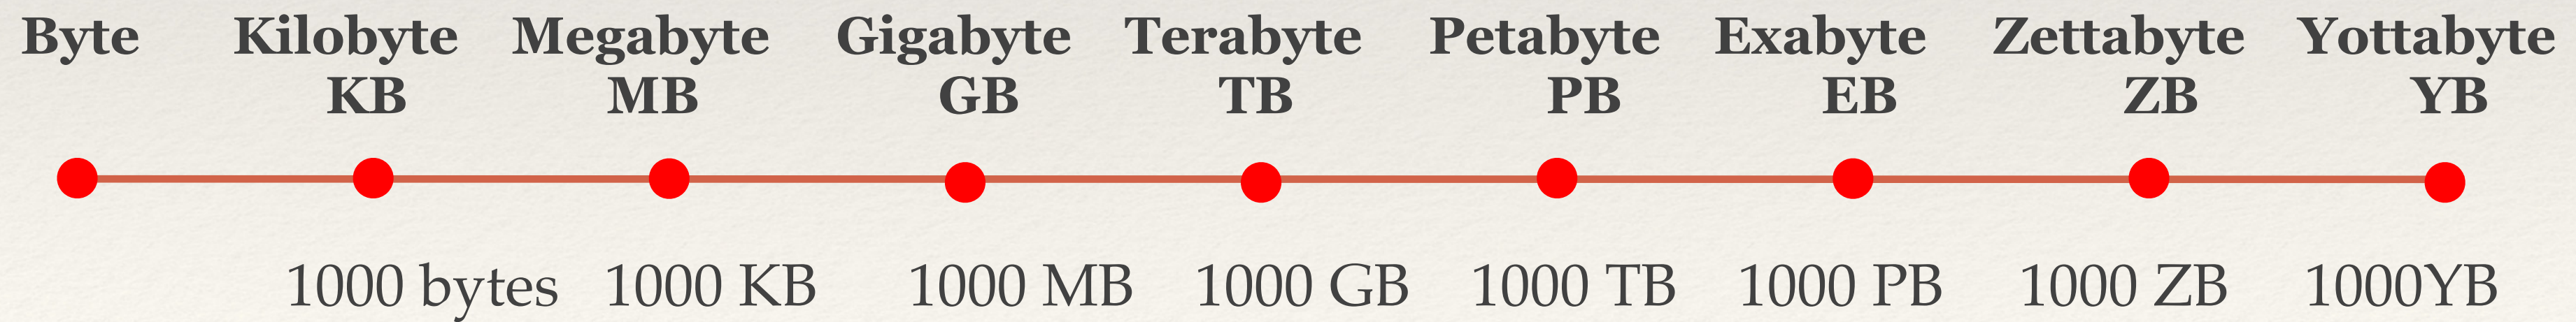 Byte Kilobyte Megabyte Gigabyte Terabyte Petabyte Exabyte Zettabyte Yottabyte
KB MB GB TB PB EB ZB YB
1000 bytes 1000 KB 1000 MB 1000 GB 1000 TB 1000 PB 1000 ZB 1000YB